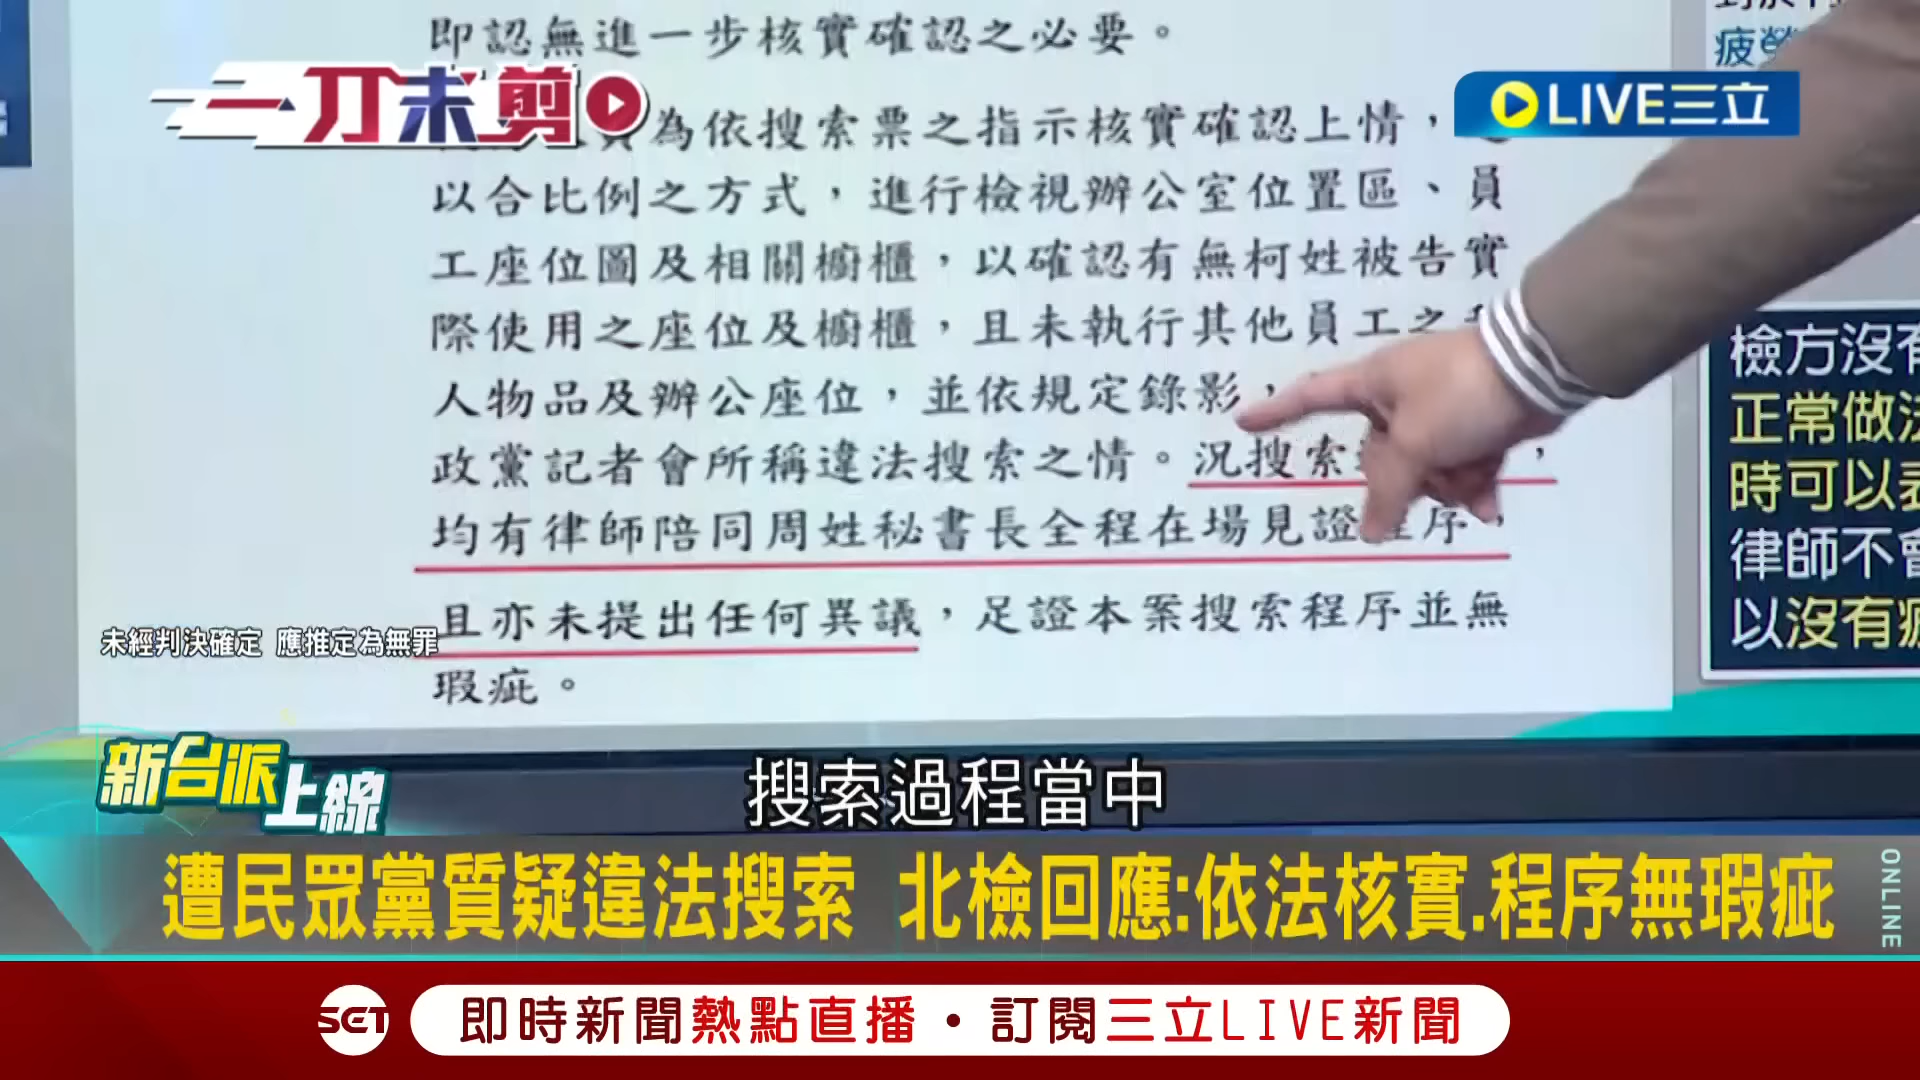 即認無進一步核實確認之必要。
一刀未剪
LIVE三立
為依搜索票之指示核實確認上情，
以合比例之方式，進行檢視辦公室位置區、員
工座位圖及相關櫥櫃，以確認有無柯姓被告實
際使用之座位及櫥櫃，且未執行其他員工之
人物品及辦公座位，並依規定錄影，
政黨記者會所稱違法搜索之情。況搜索
均有律師陪同周姓秘書長全程在場見證程序，
且亦未提出任何異議，足證本案搜索程序並無
瑕疵。
檢方沒有
正常做法
時可以
律師不會
以沒有
未經判決確定 應推定為無罪
新台派上線
搜索過程當中
遭民眾黨質疑違法搜索 北檢回應:依法核實.程序無瑕疵
ONLINE
SET
即時新聞熱點直播・訂閱三立LIVE新聞